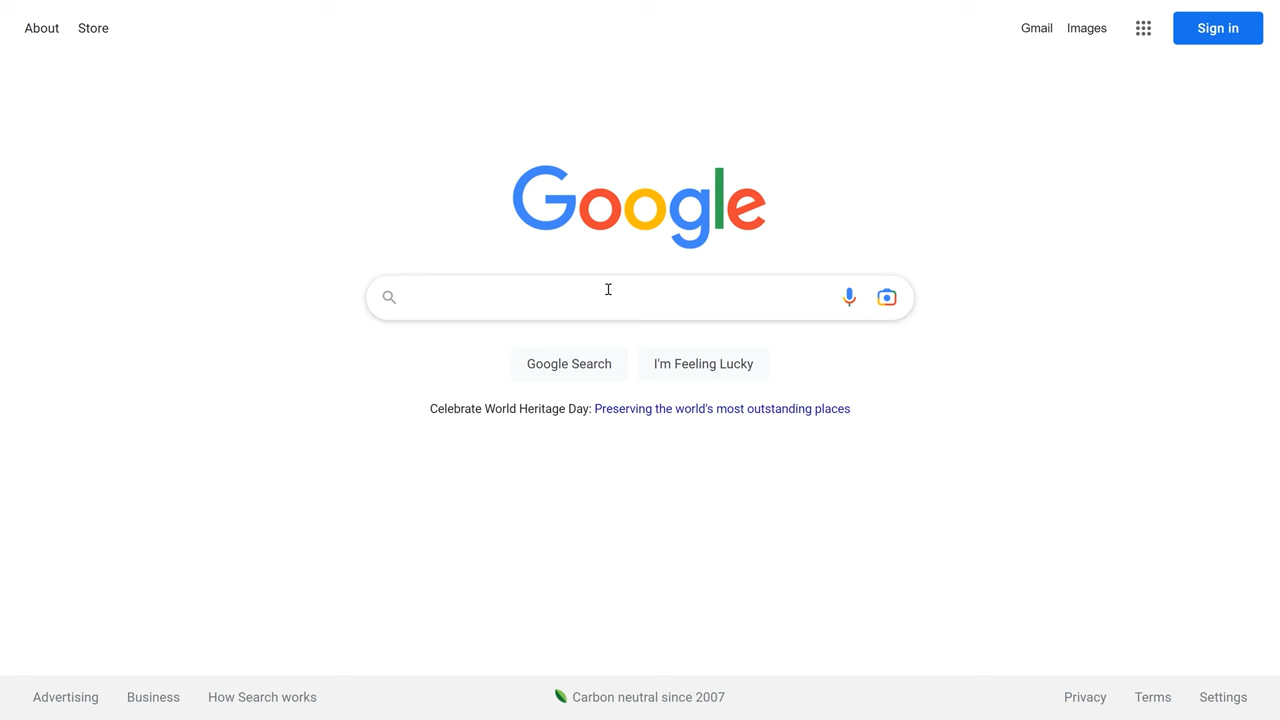 About Store Gmail Images Sign in
Google
Google Search I'm Feeling Lucky
Celebrate World Heritage Day: Preserving the world's most outstanding places
Advertising Business How Search works Carbon neutral since 2007 Privacy Terms Settings